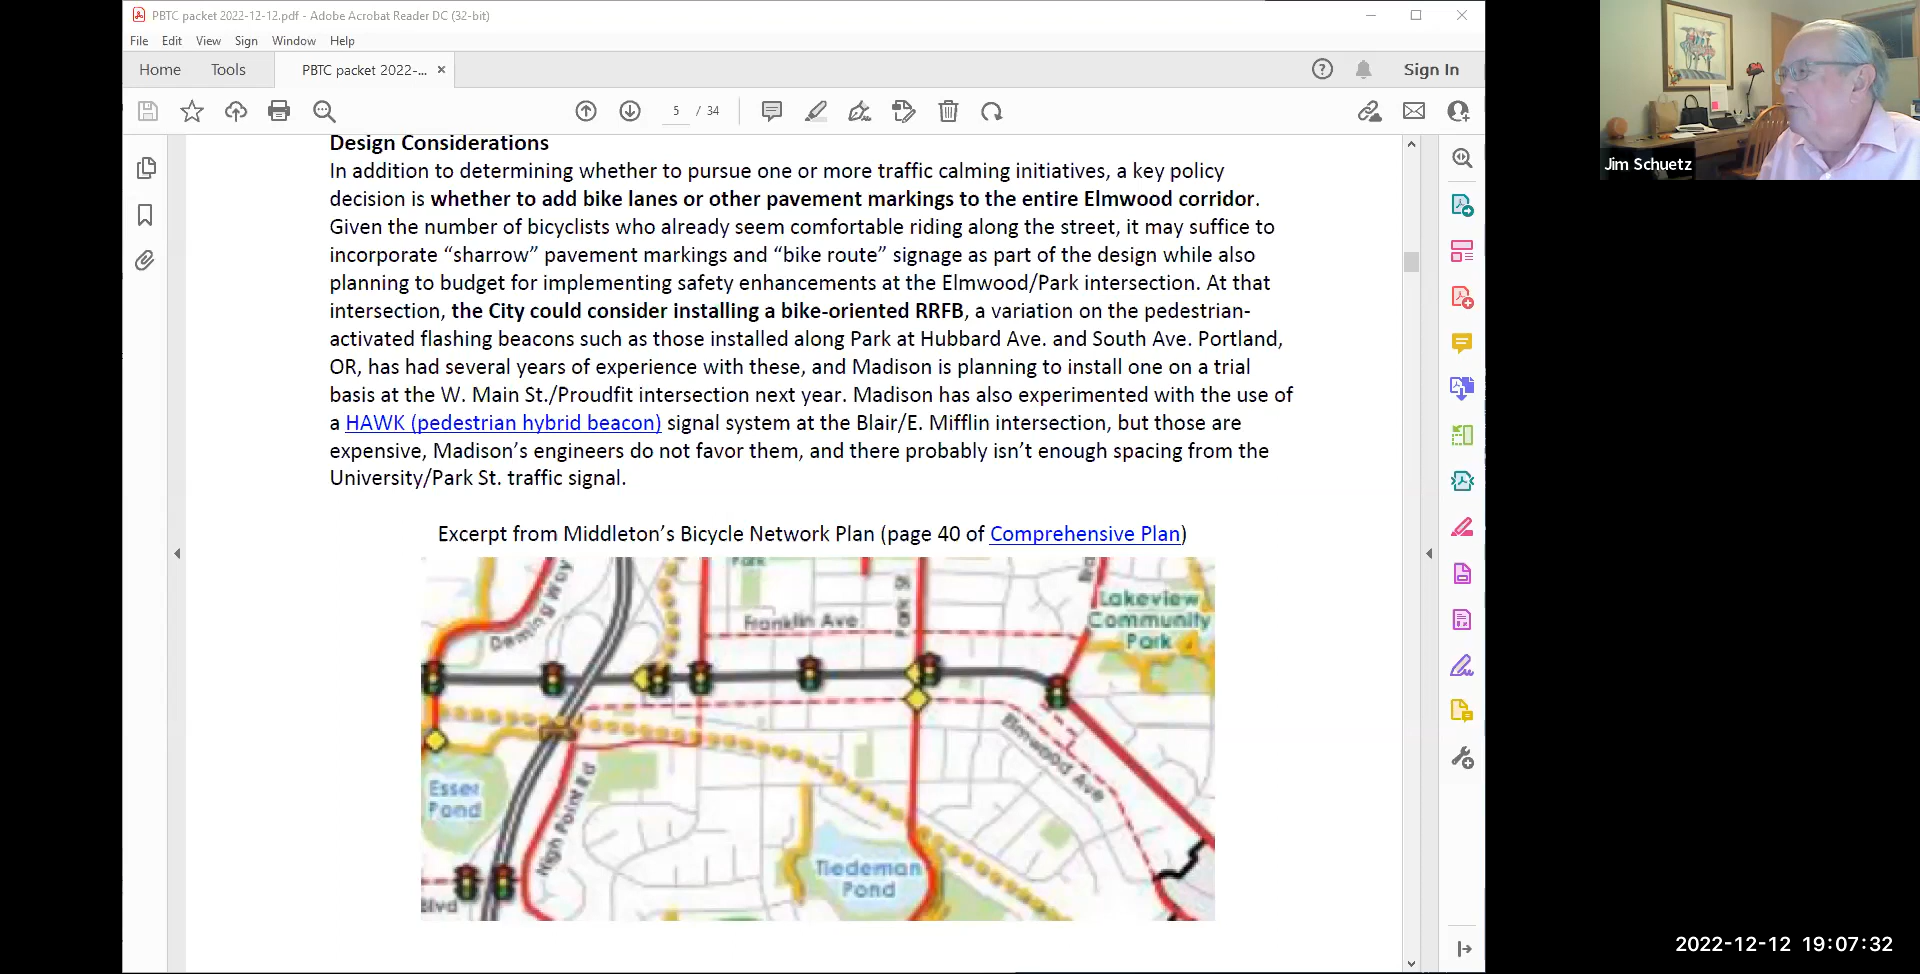 PBTC packet 2022-12-12.pdf - Adobe Acrobat Reader DC (32-bit)
File Edit View Sign Window Help
Home Tools PBTC packet 2022-... ×
Sign In
5 / 34
Jim Schuetz
Design Considerations
In addition to determining whether to pursue one or more traffic calming initiatives, a key policy
decision is whether to add bike lanes or other pavement markings to the entire Elmwood corridor.
Given the number of bicyclists who already seem comfortable riding along the street, it may suffice to
incorporate “sharrow” pavement markings and “bike route” signage as part of the design while also
planning to budget for implementing safety enhancements at the Elmwood/Park intersection. At that
intersection, the City could consider installing a bike-oriented RRFB, a variation on the pedestrian-
activated flashing beacons such as those installed along Park at Hubbard Ave. and South Ave. Portland,
OR, has had several years of experience with these, and Madison is planning to install one on a trial
basis at the W. Main St./Proudfit intersection next year. Madison has also experimented with the use of
a HAWK (pedestrian hybrid beacon) signal system at the Blair/E. Mifflin intersection, but those are
expensive, Madison’s engineers do not favor them, and there probably isn’t enough spacing from the
University/Park St. traffic signal.
Excerpt from Middleton’s Bicycle Network Plan (page 40 of Comprehensive Plan)
Park
Deming Way
Franklin Ave
Park St
Lakeview
Community
Park
Elmwood Ave
Esser
Pond
High Point Rd
Tiedeman
Pond
Blvd
2022-12-12 19:07:32